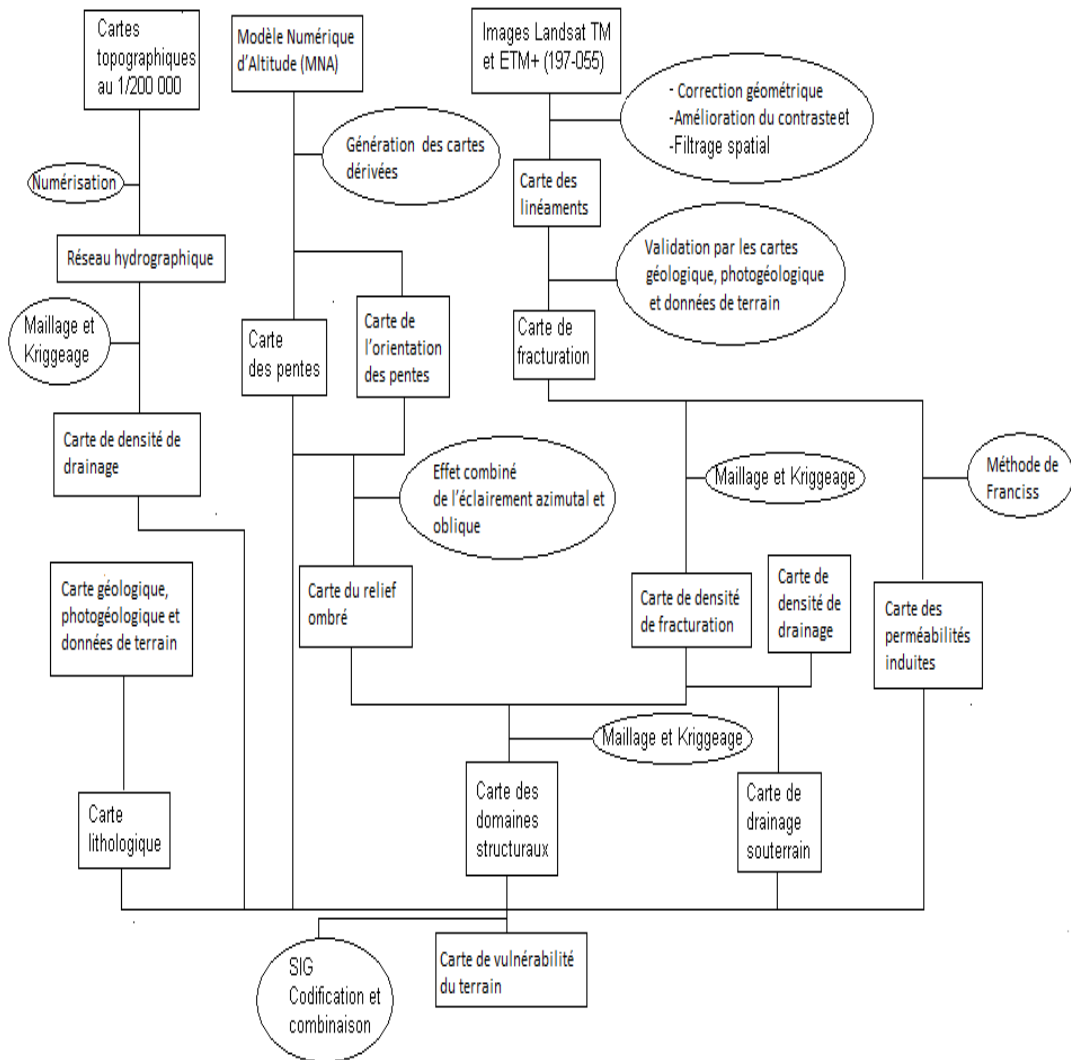 Cartes
topographiques
au 1/200 000
Modèle Numérique
d'Altitude (MNA)
Images Landsat TM
et ETM+ (197-055)
- Correction géométrique
-Amélioration du contraste et
-Filtrage spatial
Génération des cartes
dérivées
Numérisation
Carte des
linéaments
Réseau hydrographique
Validation par les cartes
géologique, photogéologique
et données de terrain
Maillage et
Kriggeage
Carte
des pentes
Carte de
l'orientation
des pentes
Carte de
fracturation
Carte de densité de
drainage
Effet combiné
de l'éclairement azimutal et
oblique
Maillage et Kriggeage
Méthode de
Franciss
Carte géologique,
photogéologique et
données de terrain
Carte du relief
ombré
Carte de densité
de fracturation
Carte de
densité de
drainage
Carte des
perméabilités
induites
Maillage et Kriggeage
Carte
lithologique
Carte des
domaines
structuraux
Carte de
drainage
souterrain
SIG
Codification et
combinaison
Carte de vulnérabilité
du terrain